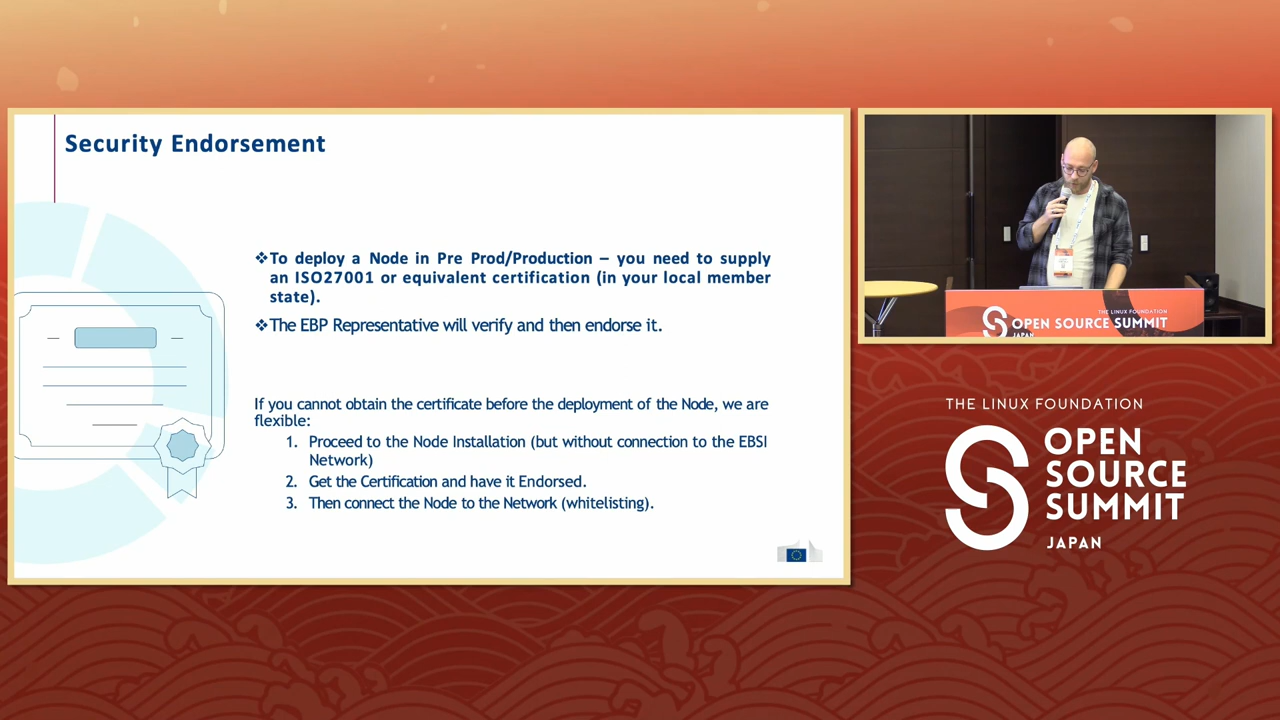 Security Endorsement
❖To deploy a Node in Pre Prod/Production – you need to supply
an ISO27001 or equivalent certification (in your local member
state).
❖The EBP Representative will verify and then endorse it.
If you cannot obtain the certificate before the deployment of the Node, we are
flexible:
1. Proceed to the Node Installation (but without connection to the EBSI
Network)
2. Get the Certification and have it Endorsed.
3. Then connect the Node to the Network (whitelisting).
THE LINUX FOUNDATION
OPEN SOURCE SUMMIT
JAPAN
THE LINUX FOUNDATION
OPEN
SOURCE
SUMMIT
JAPAN